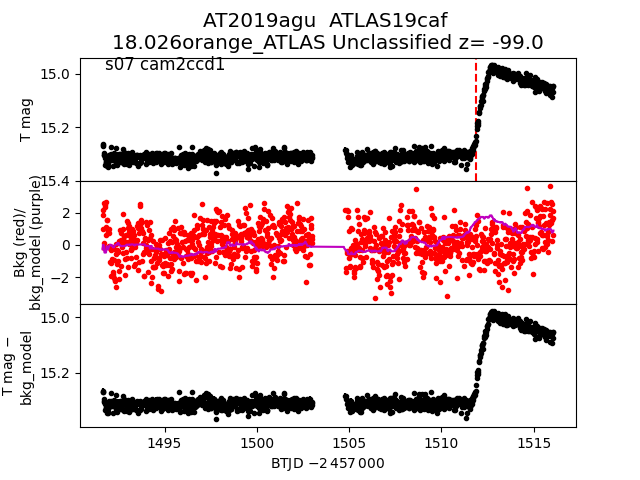 AT2019agu  ATLAS19caf
18.026orange_ATLAS Unclassified z= -99.0
s07 cam2ccd1
T mag
15.0
15.2
15.4
Bkg (red)/
bkg_model (purple)
2
0
−2
T mag −
bkg_model
15.0
15.2
1495
1500
1505
1510
1515
BTJD −2 457 000